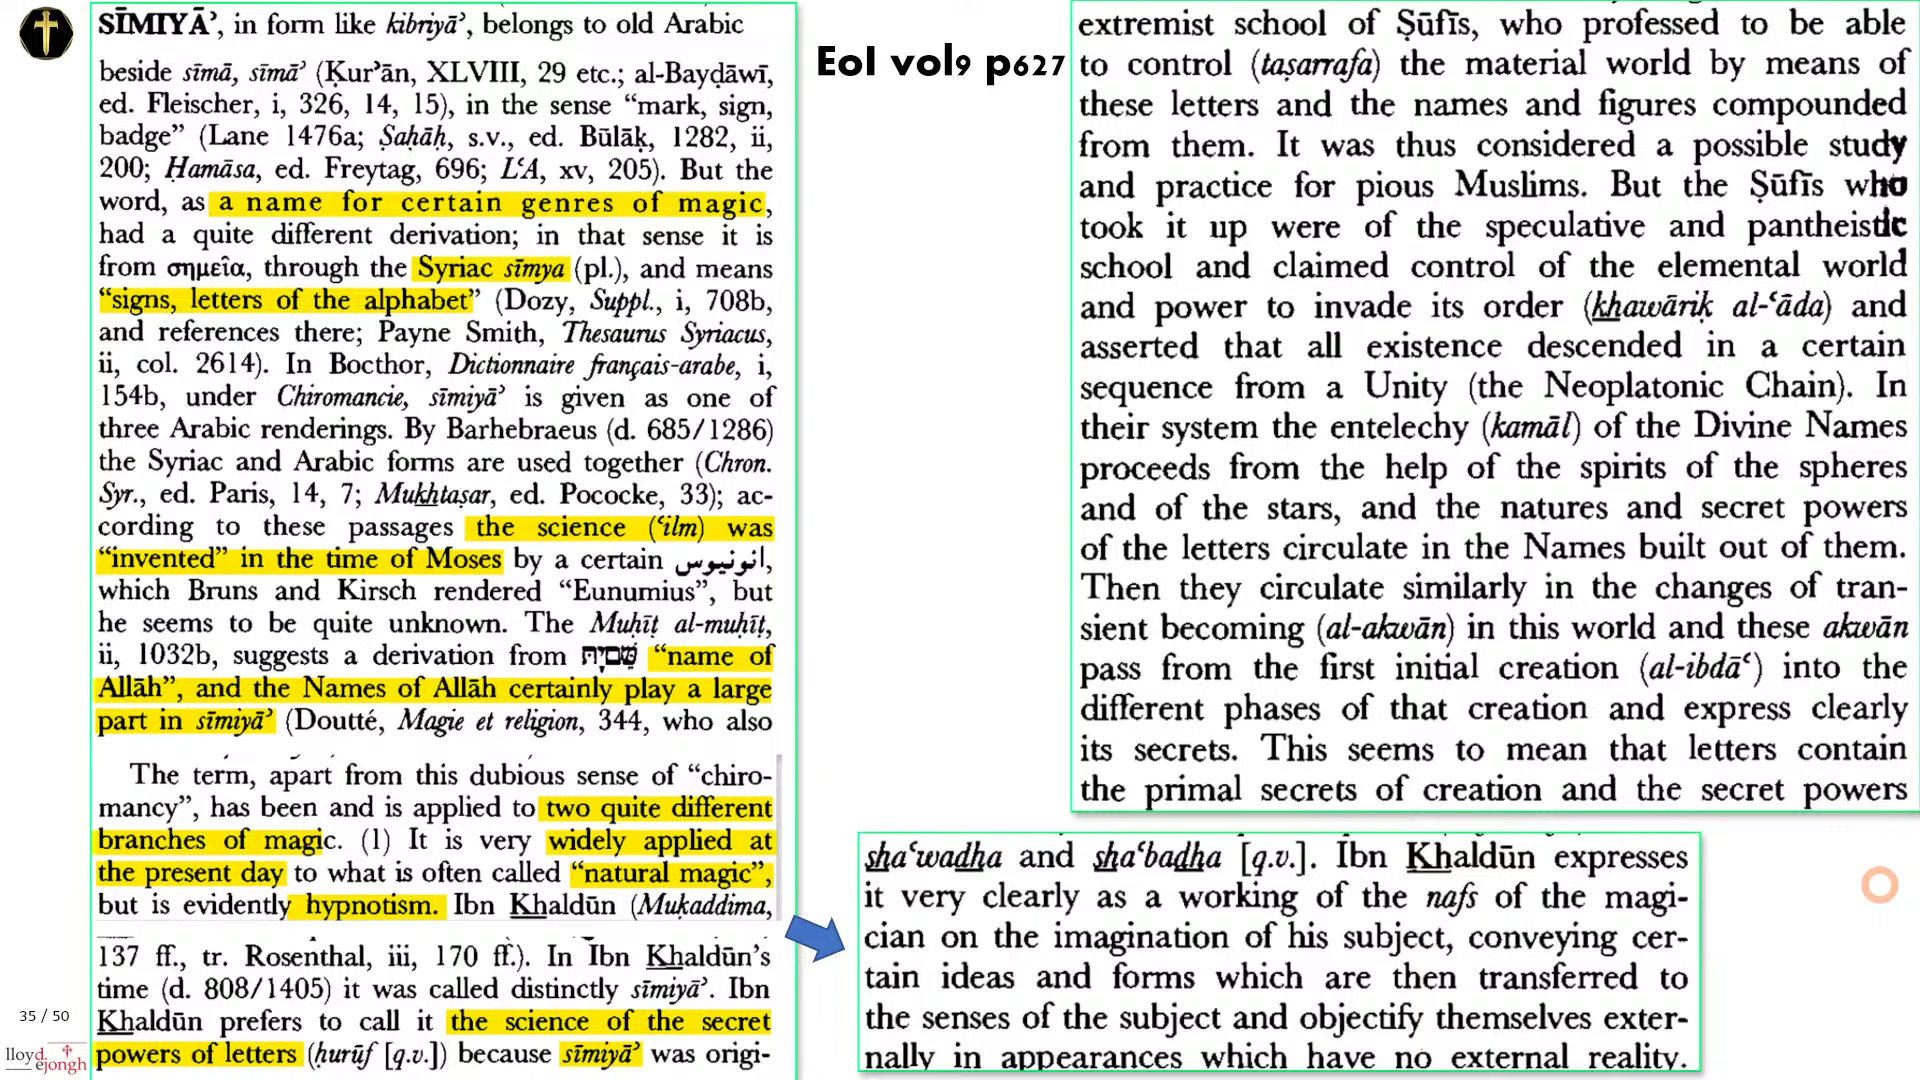 SĪMIYĀʾ, in form like kibriyāʾ, belongs to old Arabic
beside sīmā, sīmāʾ (Ḳurʾān, XLVIII, 29 etc.; al-Bayḍāwī,
ed. Fleischer, i, 326, 14, 15), in the sense “mark, sign,
badge” (Lane 1476a; Ṣaḥāḥ, s.v., ed. Būlāḳ, 1282, ii,
200; Ḥamāsa, ed. Freytag, 696; LʿA, xv, 205). But the
word, as a name for certain genres of magic,
had a quite different derivation; in that sense it is
from σημεῖα, through the Syriac sīmya (pl.), and means
“signs, letters of the alphabet” (Dozy, Suppl., i, 708b,
and references there; Payne Smith, Thesaurus Syriacus,
ii, col. 2614). In Bocthor, Dictionnaire français-arabe, i,
154b, under Chiromancie, sīmiyāʾ is given as one of
three Arabic renderings. By Barhebraeus (d. 685/1286)
the Syriac and Arabic forms are used together (Chron.
Syr., ed. Paris, 14, 7; Mukhtaṣar, ed. Pococke, 33); ac-
cording to these passages the science (ʿilm) was
“invented” in the time of Moses by a certain انونيوس,
which Bruns and Kirsch rendered “Eunumius”, but
he seems to be quite unknown. The Muḥīṭ al-muḥīṭ,
ii, 1032b, suggests a derivation from “name of
Allāh”, and the Names of Allāh certainly play a large
part in sīmiyāʾ (Doutté, Magie et religion, 344, who also
The term, apart from this dubious sense of “chiro-
mancy”, has been and is applied to two quite different
branches of magic. (1) It is very widely applied at
the present day to what is often called “natural magic”,
but is evidently hypnotism. Ibn Khaldūn (Muḳaddima,
137 ff., tr. Rosenthal, iii, 170 ff.). In Ibn Khaldūn’s
time (d. 808/1405) it was called distinctly sīmiyāʾ. Ibn
Khaldūn prefers to call it the science of the secret
powers of letters (ḥurūf [q.v.]) because sīmiyāʾ was origi-
EoI vol9 p627
extremist school of Ṣūfīs, who professed to be able
to control (taṣarrafa) the material world by means of
these letters and the names and figures compounded
from them. It was thus considered a possible study
and practice for pious Muslims. But the Ṣūfīs who
took it up were of the speculative and pantheistic
school and claimed control of the elemental world
and power to invade its order (khawāriḳ al-ʿāda) and
asserted that all existence descended in a certain
sequence from a Unity (the Neoplatonic Chain). In
their system the entelechy (kamāl) of the Divine Names
proceeds from the help of the spirits of the spheres
and of the stars, and the natures and secret powers
of the letters circulate in the Names built out of them.
Then they circulate similarly in the changes of tran-
sient becoming (al-akwān) in this world and these akwān
pass from the first initial creation (al-ibdāʿ) into the
different phases of that creation and express clearly
its secrets. This seems to mean that letters contain
the primal secrets of creation and the secret powers
shaʿwadha and shaʿbadha [q.v.]. Ibn Khaldūn expresses
it very clearly as a working of the nafs of the magi-
cian on the imagination of his subject, conveying cer-
tain ideas and forms which are then transferred to
the senses of the subject and objectify themselves exter-
nally in appearances which have no external reality.
35 / 50
lloyd
ejongh